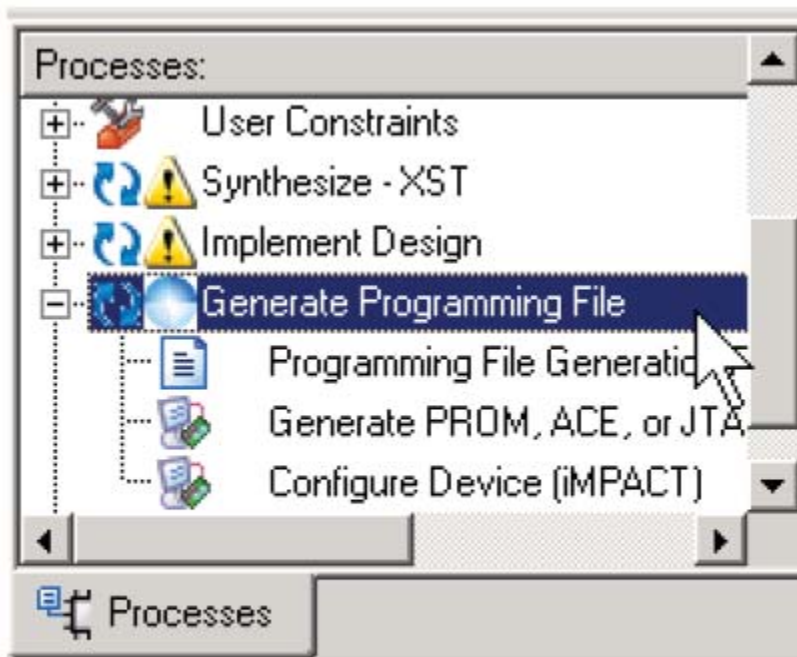 Processes:
User Constraints
Synthesize - XST
Implement Design
Generate Programming File
Programming File Generatio
Generate PROM, ACE, or JTA
Configure Device (iMPACT)
Processes